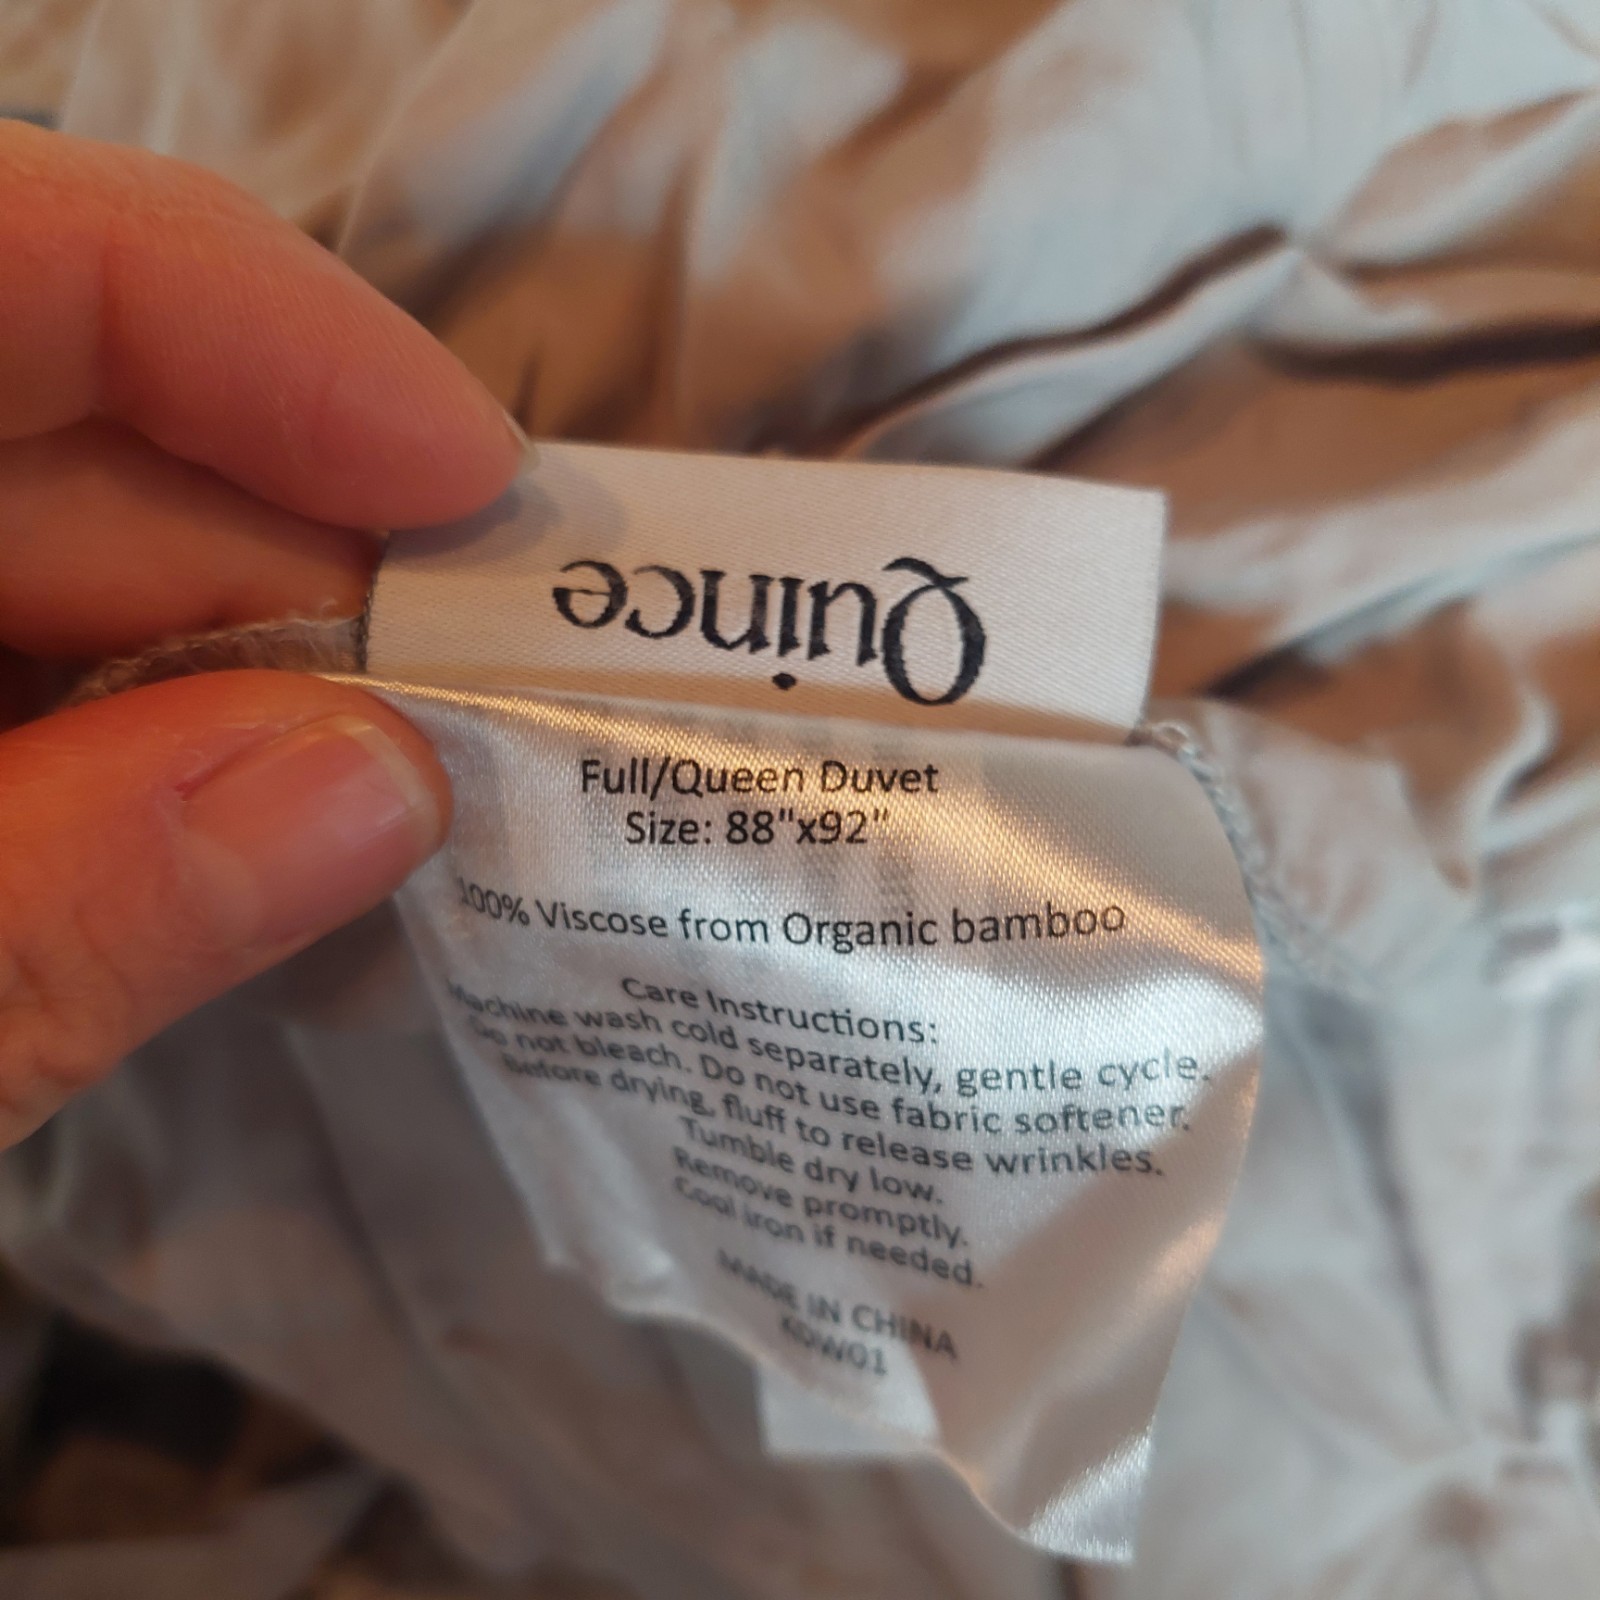 Quince
Full/Queen Duvet
Size: 88"x92"
100% Viscose from Organic bamboo
Care Instructions:
Machine wash cold separately, gentle cycle.
Do not bleach. Do not use fabric softener.
Before drying, fluff to release wrinkles.
Tumble dry low.
Remove promptly.
Cool iron if needed.
MADE IN CHINA